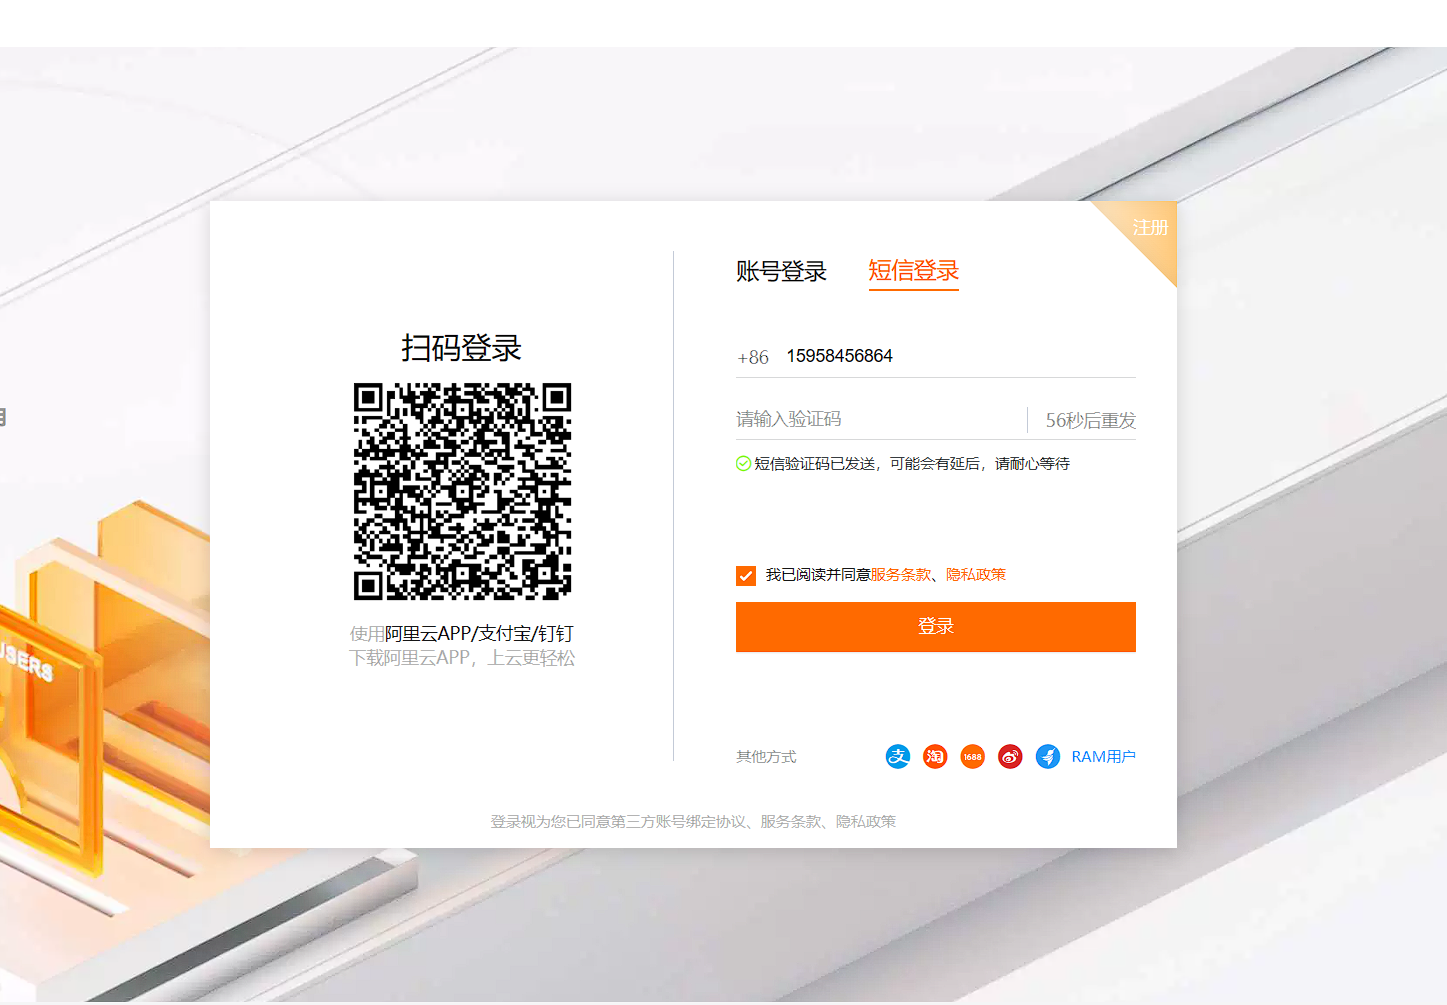 注册
账号登录 短信登录
扫码登录
+86 15958456864
请输入验证码 56秒后重发
短信验证码已发送，可能会有延后，请耐心等待
我已阅读并同意服务条款、隐私政策
登录
使用阿里云APP/支付宝/钉钉
下载阿里云APP，上云更轻松
USERS
其他方式 支 淘 1688 RAM用户
登录视为您已同意第三方账号绑定协议、服务条款、隐私政策